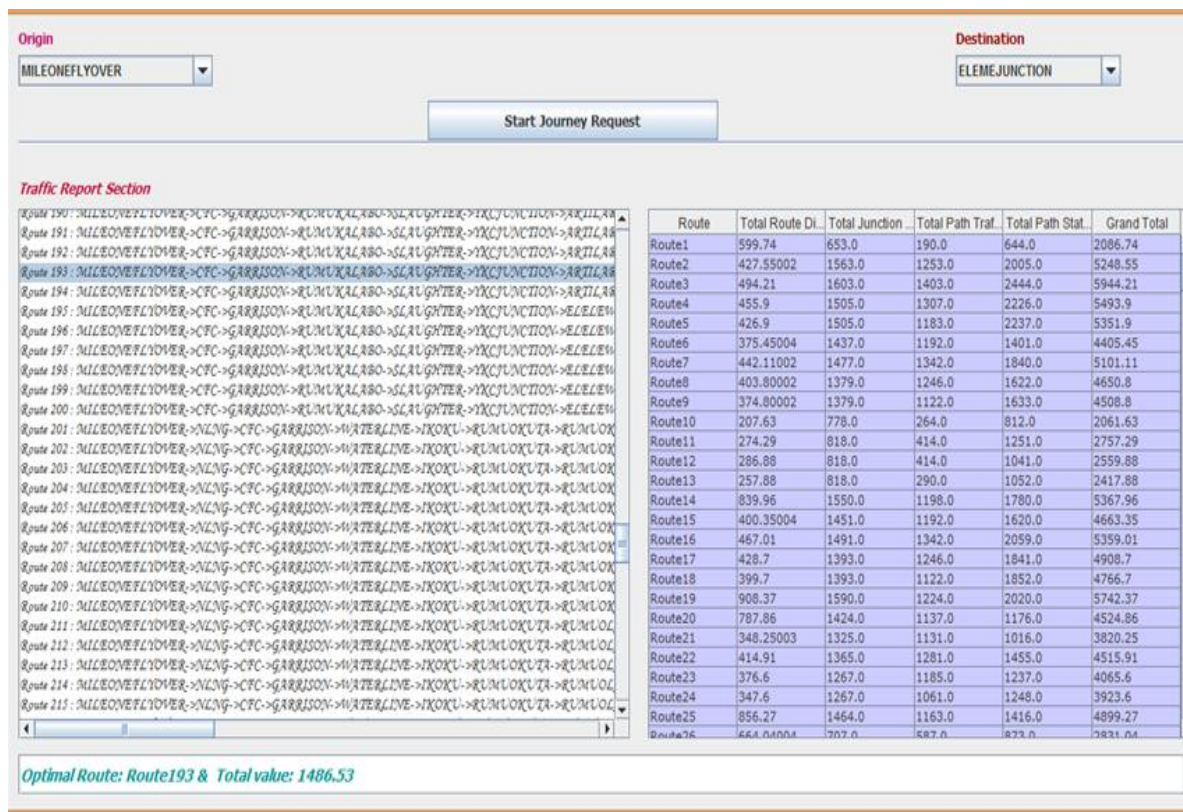 Origin
Destination
MILEONEFLYOVER
ELEMEJUNCTION
Start Journey Request
Traffic Report Section
Route 190 : MILEONEFLYOVER->CFC->GARRISON->RUMUKALABO->SLAUGHTER->YKCJUNCTION->ARTILAR
Route 191 : MILEONEFLYOVER->CFC->GARRISON->RUMUKALABO->SLAUGHTER->YKCJUNCTION->ARTILAR
Route 192 : MILEONEFLYOVER->CFC->GARRISON->RUMUKALABO->SLAUGHTER->YKCJUNCTION->ARTILAR
Route 193 : MILEONEFLYOVER->CFC->GARRISON->RUMUKALABO->SLAUGHTER->YKCJUNCTION->ARTILAR
Route 194 : MILEONEFLYOVER->CFC->GARRISON->RUMUKALABO->SLAUGHTER->YKCJUNCTION->ARTILAR
Route 195 : MILEONEFLYOVER->CFC->GARRISON->RUMUKALABO->SLAUGHTER->YKCJUNCTION->ELELEW
Route 196 : MILEONEFLYOVER->CFC->GARRISON->RUMUKALABO->SLAUGHTER->YKCJUNCTION->ELELEW
Route 197 : MILEONEFLYOVER->CFC->GARRISON->RUMUKALABO->SLAUGHTER->YKCJUNCTION->ELELEW
Route 198 : MILEONEFLYOVER->CFC->GARRISON->RUMUKALABO->SLAUGHTER->YKCJUNCTION->ELELEW
Route 199 : MILEONEFLYOVER->CFC->GARRISON->RUMUKALABO->SLAUGHTER->YKCJUNCTION->ELELEW
Route 200 : MILEONEFLYOVER->CFC->GARRISON->RUMUKALABO->SLAUGHTER->YKCJUNCTION->ELELEW
Route 201 : MILEONEFLYOVER->NLNG->CFC->GARRISON->WATERLINE->IKOKU->RUMUOKUTA->RUMUOK
Route 202 : MILEONEFLYOVER->NLNG->CFC->GARRISON->WATERLINE->IKOKU->RUMUOKUTA->RUMUOK
Route 203 : MILEONEFLYOVER->NLNG->CFC->GARRISON->WATERLINE->IKOKU->RUMUOKUTA->RUMUOK
Route 204 : MILEONEFLYOVER->NLNG->CFC->GARRISON->WATERLINE->IKOKU->RUMUOKUTA->RUMUOK
Route 205 : MILEONEFLYOVER->NLNG->CFC->GARRISON->WATERLINE->IKOKU->RUMUOKUTA->RUMUOK
Route 206 : MILEONEFLYOVER->NLNG->CFC->GARRISON->WATERLINE->IKOKU->RUMUOKUTA->RUMUOK
Route 207 : MILEONEFLYOVER->NLNG->CFC->GARRISON->WATERLINE->IKOKU->RUMUOKUTA->RUMUOK
Route 208 : MILEONEFLYOVER->NLNG->CFC->GARRISON->WATERLINE->IKOKU->RUMUOKUTA->RUMUOK
Route 209 : MILEONEFLYOVER->NLNG->CFC->GARRISON->WATERLINE->IKOKU->RUMUOKUTA->RUMUOK
Route 210 : MILEONEFLYOVER->NLNG->CFC->GARRISON->WATERLINE->IKOKU->RUMUOKUTA->RUMUOK
Route 211 : MILEONEFLYOVER->NLNG->CFC->GARRISON->WATERLINE->IKOKU->RUMUOKUTA->RUMUOL
Route 212 : MILEONEFLYOVER->NLNG->CFC->GARRISON->WATERLINE->IKOKU->RUMUOKUTA->RUMUOL
Route 213 : MILEONEFLYOVER->NLNG->CFC->GARRISON->WATERLINE->IKOKU->RUMUOKUTA->RUMUOL
Route 214 : MILEONEFLYOVER->NLNG->CFC->GARRISON->WATERLINE->IKOKU->RUMUOKUTA->RUMUOL
Route 215 : MILEONEFLYOVER->NLNG->CFC->GARRISON->WATERLINE->IKOKU->RUMUOKUTA->RUMUOL
Route Total Route Di... Total Junction ... Total Path Traf... Total Path Stat... Grand Total
Route1 599.74 653.0 190.0 644.0 2086.74
Route2 427.55002 1563.0 1253.0 2005.0 5248.55
Route3 494.21 1603.0 1403.0 2444.0 5944.21
Route4 455.9 1505.0 1307.0 2226.0 5493.9
Route5 426.9 1505.0 1183.0 2237.0 5351.9
Route6 375.45004 1437.0 1192.0 1401.0 4405.45
Route7 442.11002 1477.0 1342.0 1840.0 5101.11
Route8 403.80002 1379.0 1246.0 1622.0 4650.8
Route9 374.80002 1379.0 1122.0 1633.0 4508.8
Route10 207.63 778.0 264.0 812.0 2061.63
Route11 274.29 818.0 414.0 1251.0 2757.29
Route12 286.88 818.0 414.0 1041.0 2559.88
Route13 257.88 818.0 290.0 1052.0 2417.88
Route14 839.96 1550.0 1198.0 1780.0 5367.96
Route15 400.35004 1451.0 1192.0 1620.0 4663.35
Route16 467.01 1491.0 1342.0 2059.0 5359.01
Route17 428.7 1393.0 1246.0 1841.0 4908.7
Route18 399.7 1393.0 1122.0 1852.0 4766.7
Route19 908.37 1590.0 1224.0 2020.0 5742.37
Route20 787.86 1424.0 1137.0 1176.0 4524.86
Route21 348.25003 1325.0 1131.0 1016.0 3820.25
Route22 414.91 1365.0 1281.0 1455.0 4515.91
Route23 376.6 1267.0 1185.0 1237.0 4065.6
Route24 347.6 1267.0 1061.0 1248.0 3923.6
Route25 856.27 1464.0 1163.0 1416.0 4899.27
Route26 664.04004 707.0 587.0 873.0 2831.04
Optimal Route: Route193 & Total value: 1486.53